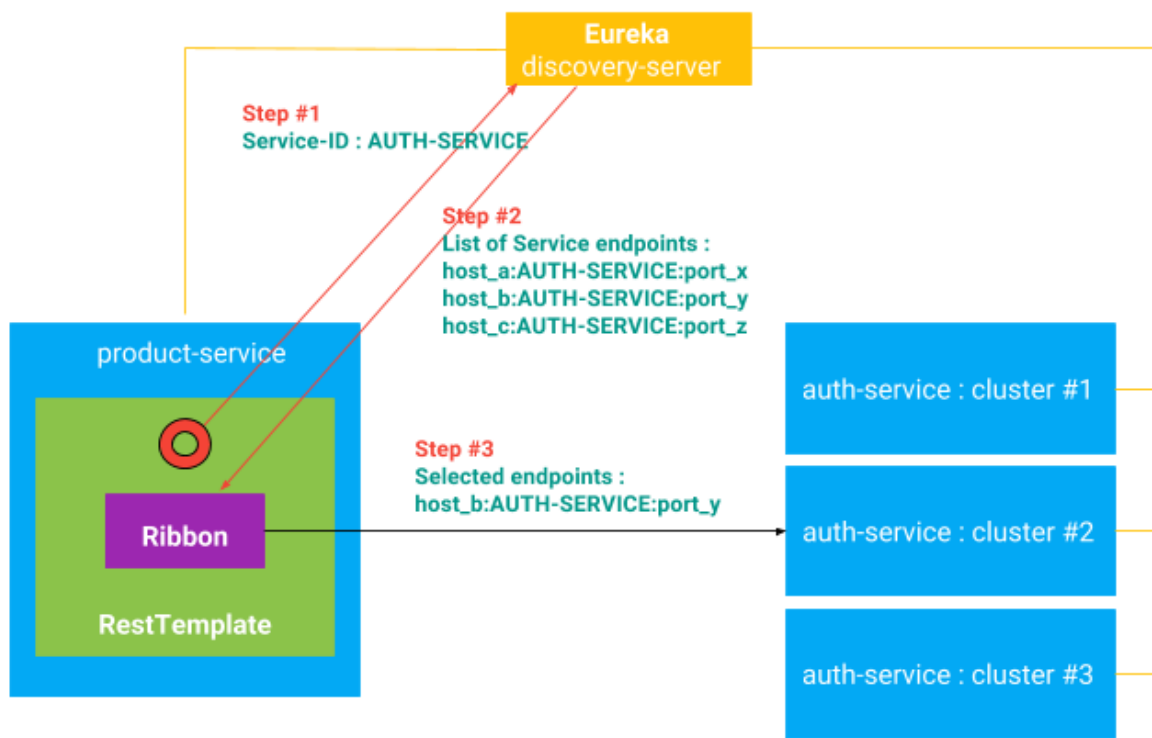 Eureka
discovery-server
Step #1
Service-ID : AUTH-SERVICE
Step #2
List of Service endpoints :
host_a:AUTH-SERVICE:port_x
host_b:AUTH-SERVICE:port_y
host_c:AUTH-SERVICE:port_z
product-service
Ribbon
RestTemplate
Step #3
Selected endpoints :
host_b:AUTH-SERVICE:port_y
auth-service : cluster #1
auth-service : cluster #2
auth-service : cluster #3